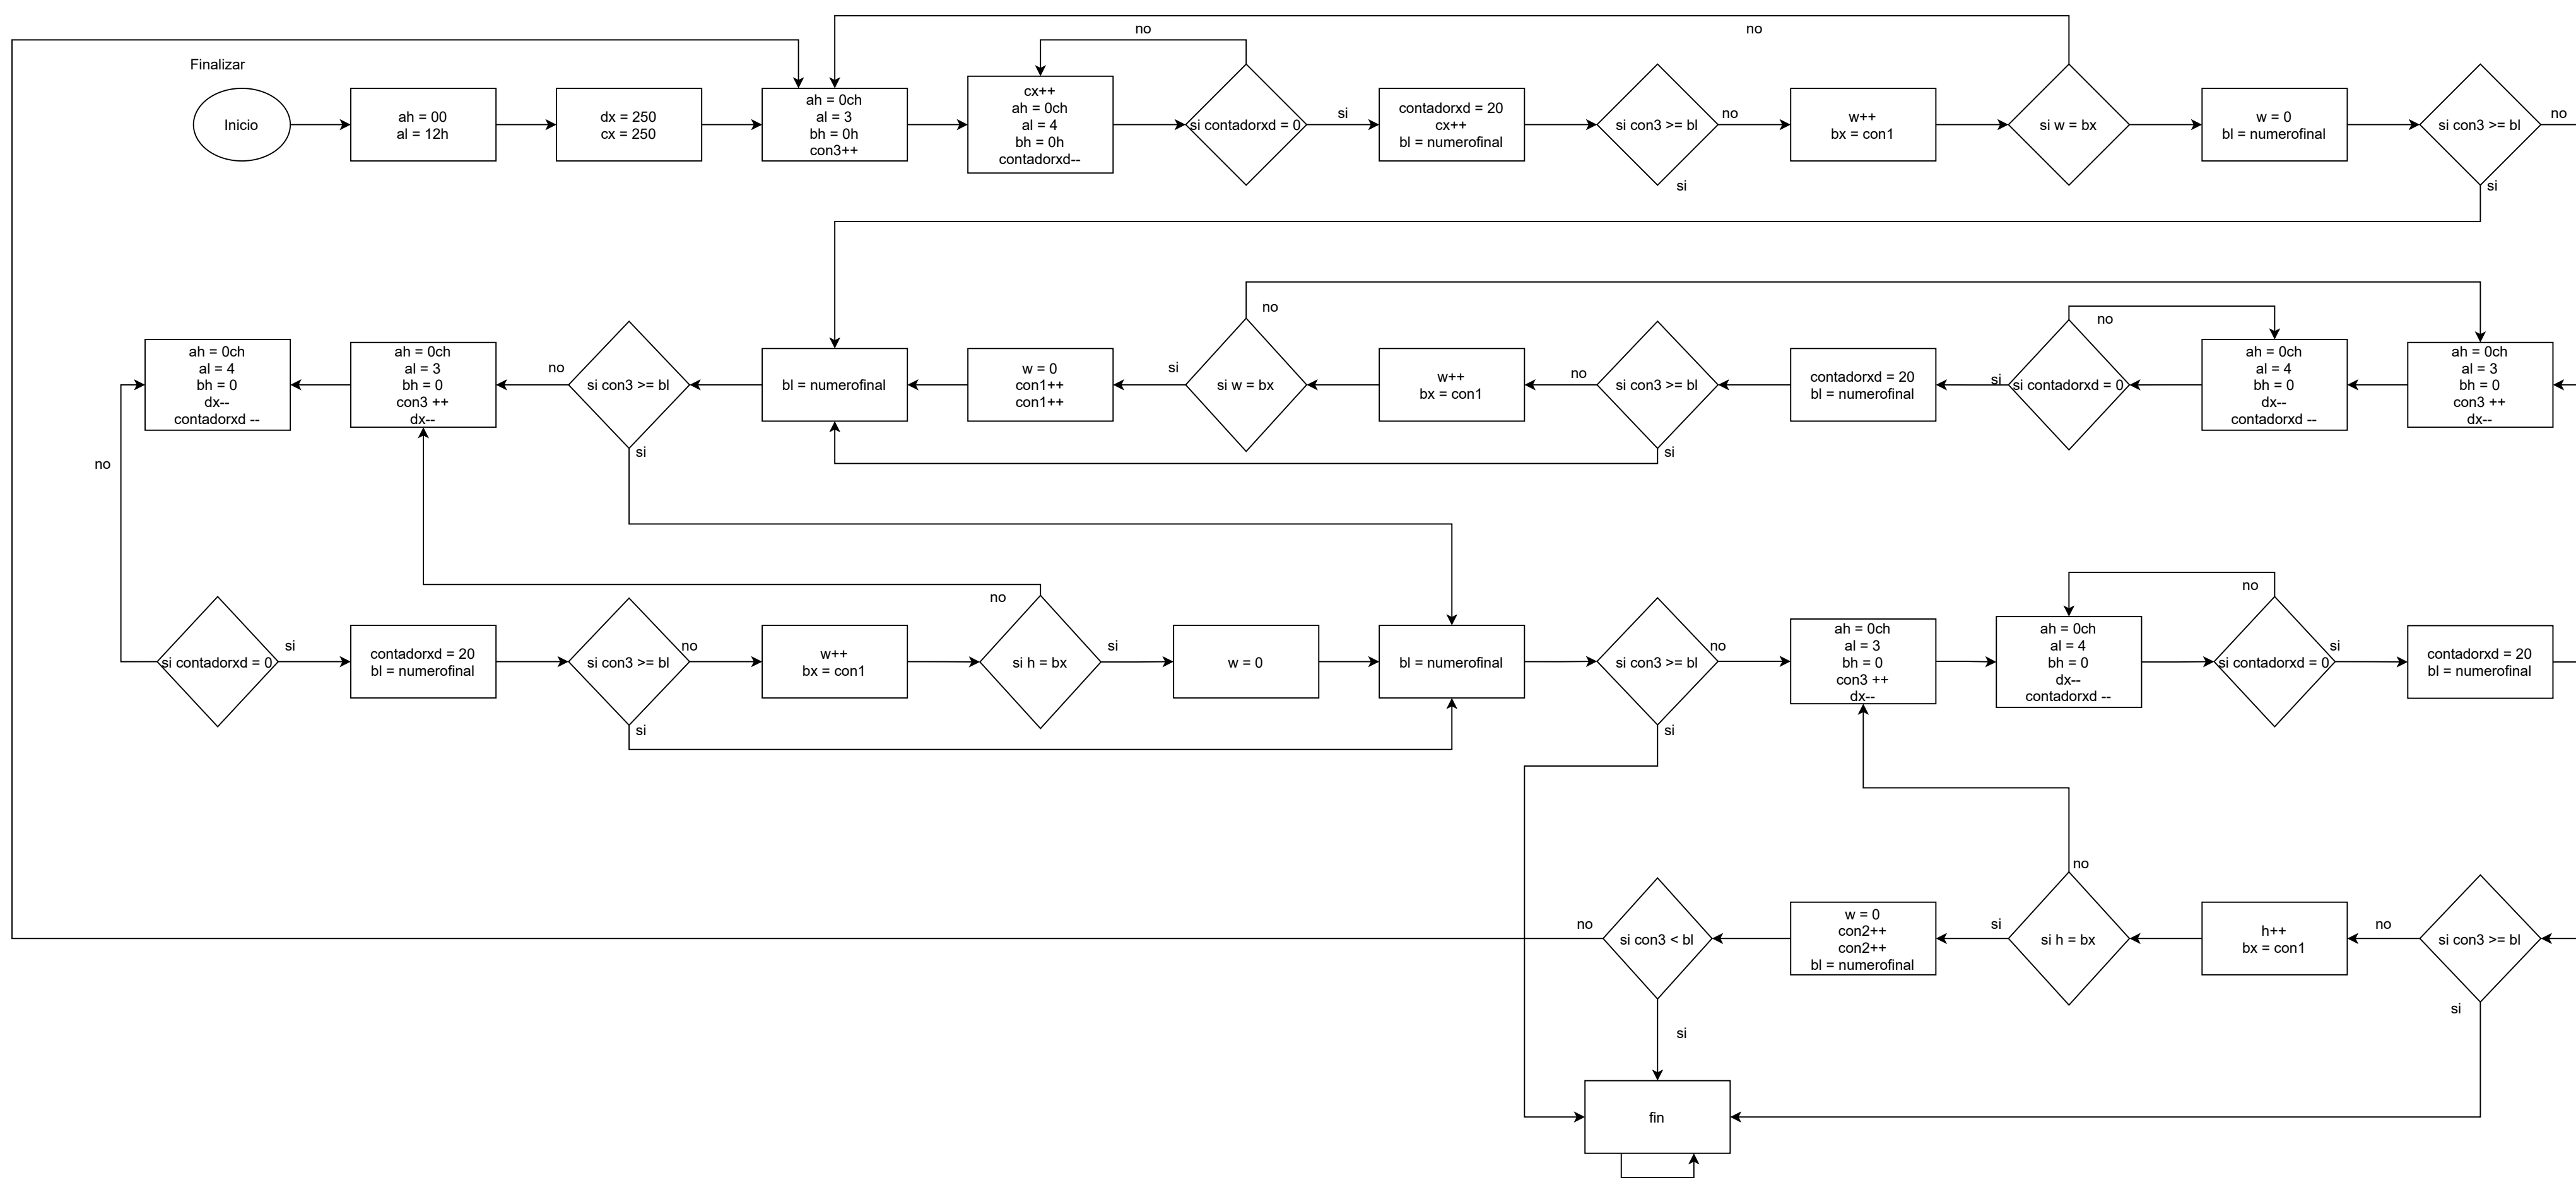 no
no
Finalizar
Inicio
ah = 00
al = 12h
dx = 250
cx = 250
ah = 0ch
al = 3
bh = 0h
con3++
cx++
ah = 0ch
al = 4
bh = 0h
contadorxd--
si contadorxd = 0
si
contadorxd = 20
cx++
bl = numerofinal
si con3 >= bl
no
si
w++
bx = con1
si w = bx
w = 0
bl = numerofinal
si con3 >= bl
no
si
ah = 0ch
al = 4
bh = 0
dx--
contadorxd --
ah = 0ch
al = 3
bh = 0
con3 ++
dx--
no
si con3 >= bl
si
bl = numerofinal
w = 0
con1++
con1++
si
no
si w = bx
w++
bx = con1
no
si con3 >= bl
si
contadorxd = 20
bl = numerofinal
si
no
si contadorxd = 0
ah = 0ch
al = 4
bh = 0
dx--
contadorxd --
ah = 0ch
al = 3
bh = 0
con3 ++
dx--
no
si contadorxd = 0
si
contadorxd = 20
bl = numerofinal
si con3 >= bl
no
si
w++
bx = con1
no
si h = bx
si
w = 0
bl = numerofinal
si con3 >= bl
no
si
ah = 0ch
al = 3
bh = 0
con3 ++
dx--
ah = 0ch
al = 4
bh = 0
dx--
contadorxd --
no
si contadorxd = 0
si
contadorxd = 20
bl = numerofinal
no
si con3 < bl
si
w = 0
con2++
con2++
bl = numerofinal
si
no
si h = bx
h++
bx = con1
no
si con3 >= bl
si
fin